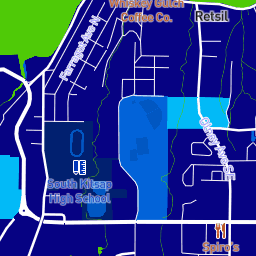 Whiskey Gulch
Coffee Co.
Retsil
Farragut Ave N
Olney Ave SE
South Kitsap
High School
Spiro's